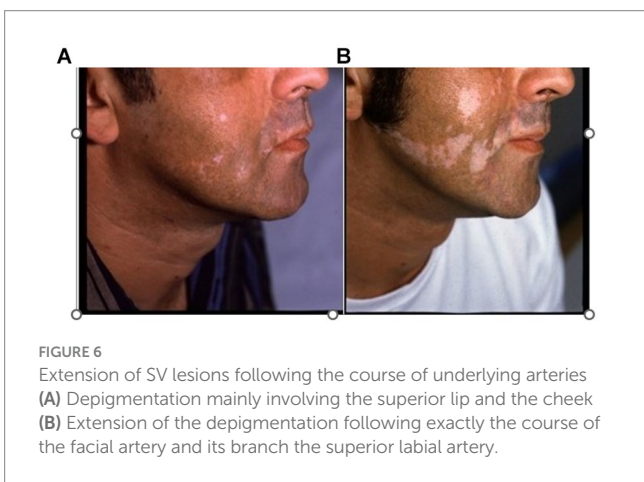 A B
FIGURE 6
Extension of SV lesions following the course of underlying arteries
(A) Depigmentation mainly involving the superior lip and the cheek
(B) Extension of the depigmentation following exactly the course of
the facial artery and its branch the superior labial artery.